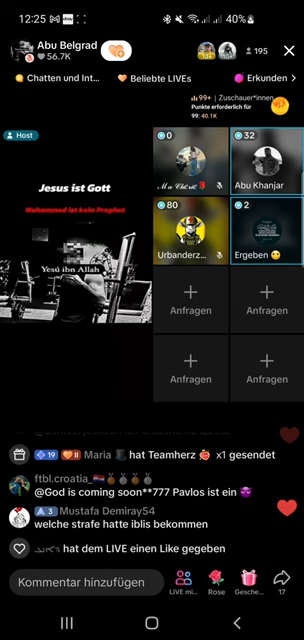 12:25
40%
Abu Belgrad
56.7K
195
Chatten und Int...
Beliebte LIVEs
Erkunden >
99+ | Zuschauer*innen
Punkte erforderlich für
99: 40.1K
Host
0
32
Jesus ist Gott
Mohammed ist kein Prophet
Abu Khanjar
80
2
Yesú ibn Allah
Urbanderz...
Ergeben
+
+
Anfragen
Anfragen
+
+
Anfragen
Anfragen
19
II
Maria
hat Teamherz
x1 gesendet
ftbl.croatia_
@God is coming soon**777 Pavlos ist ein
3
Mustafa Demiray54
welche strafe hatte iblis bekommen
hat dem LIVE einen Like gegeben
Kommentar hinzufügen
LIVE mi...
Rose
Gesche...
17